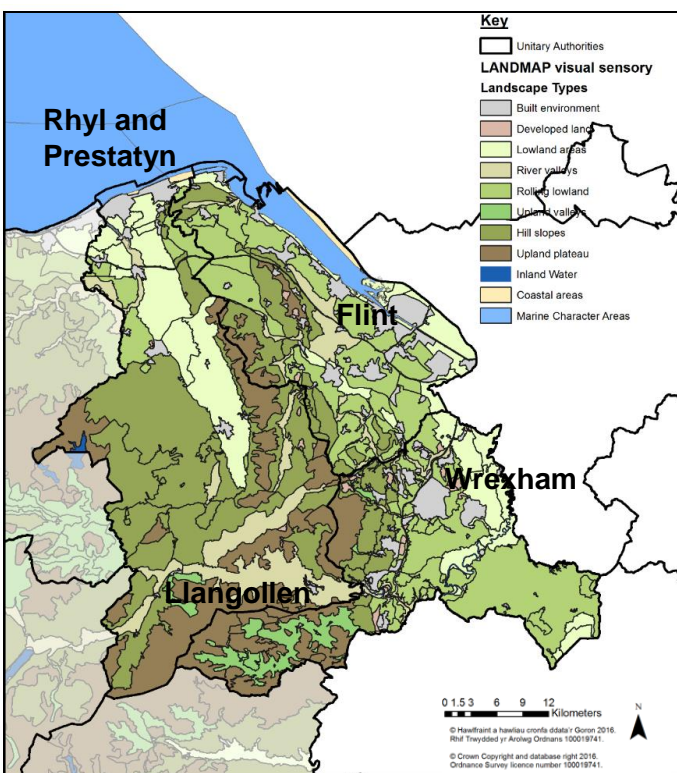 Rhyl and
Prestatyn
Flint
Wrexham
Llangollen
Key
Unitary Authorities
LANDMAP visual sensory
Landscape Types
Built environment
Developed land
Lowland areas
River valleys
Rolling lowland
Upland valleys
Hill slopes
Upland plateau
Inland Water
Coastal areas
Marine Character Areas
0 1.5 3 6 9 12
Kilometers
N
© Hawlfraint a hawliau cronfa ddata'r Goron 2016.
Rhif Trwydded yr Arolwg Ordnans 100019741.
© Crown Copyright and database right 2016.
Ordnance Survey licence number 100019741.